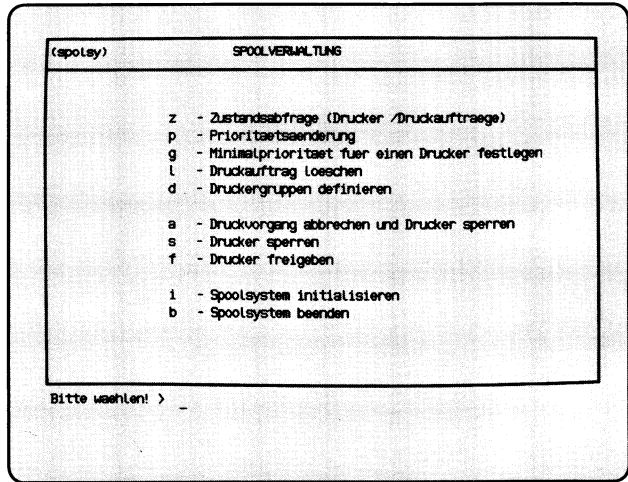 (spolsy) SPOOLVERWALTUNG
z - Zustandsabfrage (Drucker /Druckauftraege)
p - Prioritaetsaenderung
g - Minimalprioritaet fuer einen Drucker festlegen
l - Druckauftrag loeschen
d - Druckergruppen definieren
a - Druckvorgang abbrechen und Drucker sperren
s - Drucker sperren
f - Drucker freigeben
i - Spoolsystem initialisieren
b - Spoolsystem beenden
Bitte waehlen! > _